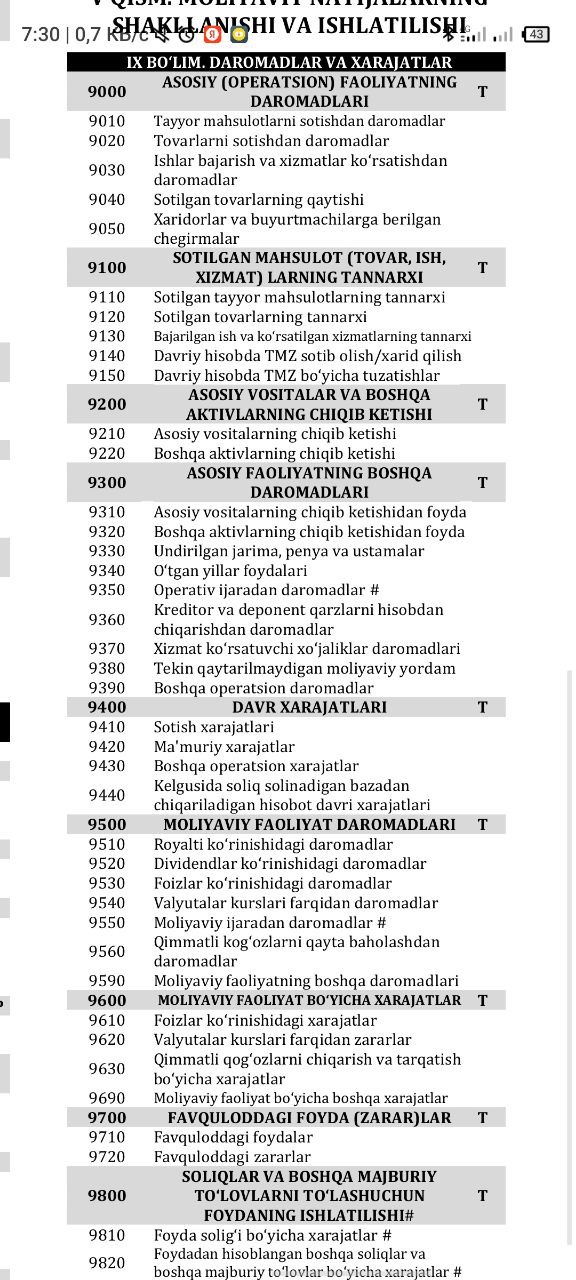 V QISM. MOLIYAVIY NATIJALARNING
SHAKLLANISHI VA ISHLATILISHI
7:30 | 0,7 KB/c
43
IX BO‘LIM. DAROMADLAR VA XARAJATLAR
9000 ASOSIY (OPERATSION) FAOLIYATNING DAROMADLARI T
9010 Tayyor mahsulotlarni sotishdan daromadlar
9020 Tovarlarni sotishdan daromadlar
9030 Ishlar bajarish va xizmatlar ko‘rsatishdan
daromadlar
9040 Sotilgan tovarlarning qaytishi
9050 Xaridorlar va buyurtmachilarga berilgan
chegirmalar
9100 SOTILGAN MAHSULOT (TOVAR, ISH,
XIZMAT) LARNING TANNARXI T
9110 Sotilgan tayyor mahsulotlarning tannarxi
9120 Sotilgan tovarlarning tannarxi
9130 Bajarilgan ish va ko‘rsatilgan xizmatlarning tannarxi
9140 Davriy hisobda TMZ sotib olish/xarid qilish
9150 Davriy hisobda TMZ bo‘yicha tuzatishlar
9200 ASOSIY VOSITALAR VA BOSHQA
AKTIVLARNING CHIQIB KETISHI T
9210 Asosiy vositalarning chiqib ketishi
9220 Boshqa aktivlarning chiqib ketishi
9300 ASOSIY FAOLIYATNING BOSHQA
DAROMADLARI T
9310 Asosiy vositalarning chiqib ketishidan foyda
9320 Boshqa aktivlarning chiqib ketishidan foyda
9330 Undirilgan jarima, penya va ustamalar
9340 O‘tgan yillar foydalari
9350 Operativ ijaradan daromadlar #
9360 Kreditor va deponent qarzlarni hisobdan
chiqarishdan daromadlar
9370 Xizmat ko‘rsatuvchi xo‘jaliklar daromadlari
9380 Tekin qaytarilmaydigan moliyaviy yordam
9390 Boshqa operatsion daromadlar
9400 DAVR XARAJATLARI T
9410 Sotish xarajatlari
9420 Ma'muriy xarajatlar
9430 Boshqa operatsion xarajatlar
9440 Kelgusida soliq solinadigan bazadan
chiqariladigan hisobot davri xarajatlari
9500 MOLIYAVIY FAOLIYAT DAROMADLARI T
9510 Royalti ko‘rinishidagi daromadlar
9520 Dividendlar ko‘rinishidagi daromadlar
9530 Foizlar ko‘rinishidagi daromadlar
9540 Valyutalar kurslari farqidan daromadlar
9550 Moliyaviy ijaradan daromadlar #
9560 Qimmatli kog‘ozlarni qayta baholashdan
daromadlar
9590 Moliyaviy faoliyatning boshqa daromadlari
9600 MOLIYAVIY FAOLIYAT BO‘YICHA XARAJATLAR T
9610 Foizlar ko‘rinishidagi xarajatlar
9620 Valyutalar kurslari farqidan zararlar
9630 Qimmatli qog‘ozlarni chiqarish va tarqatish
bo‘yicha xarajatlar
9690 Moliyaviy faoliyat bo‘yicha boshqa xarajatlar
9700 FAVQULODDAGI FOYDA (ZARAR)LAR T
9710 Favquloddagi foydalar
9720 Favquloddagi zararlar
9800 SOLIQLAR VA BOSHQA MAJBURIY
TO‘LOVLARNI TO‘LASHUCHUN
FOYDANING ISHLATILISHI# T
9810 Foyda solig‘i bo‘yicha xarajatlar #
9820 Foydadan hisoblangan boshqa soliqlar va
boshqa majburiy to‘lovlar bo‘yicha xarajatlar #